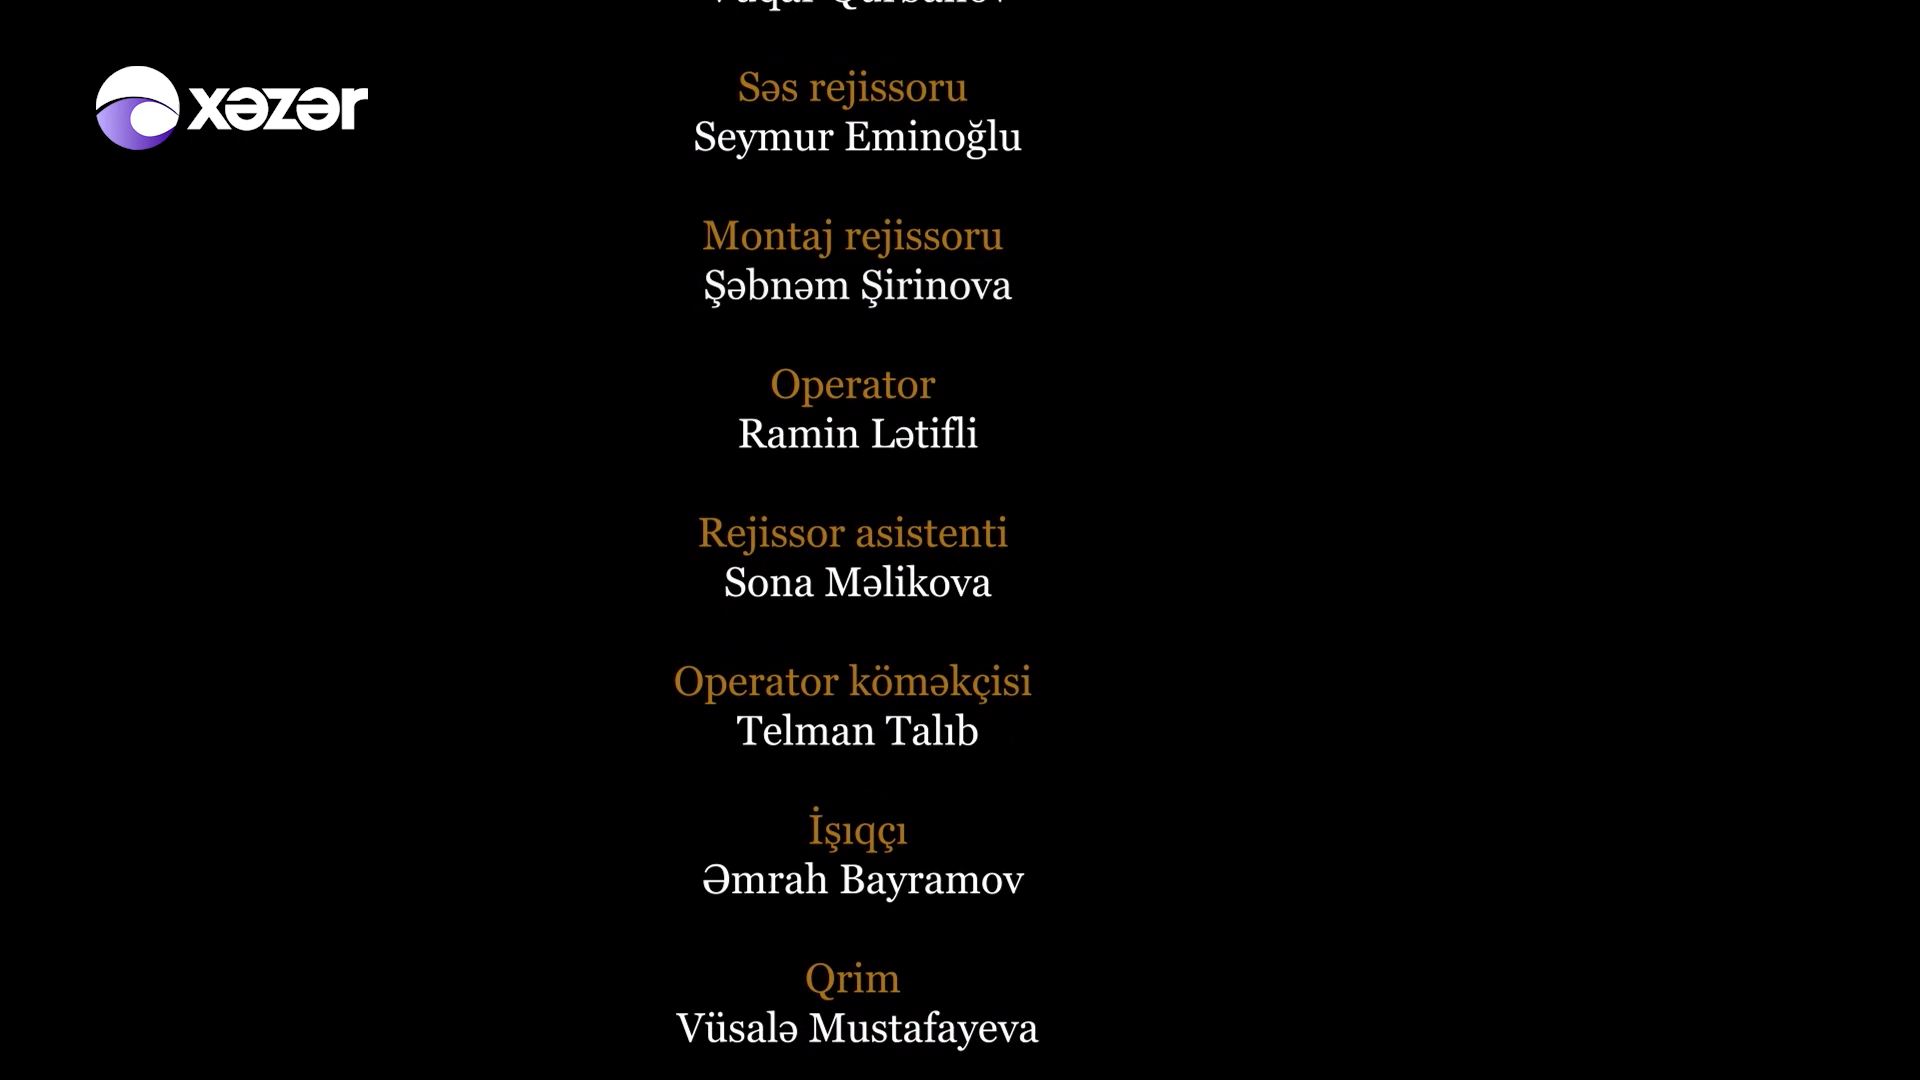 xəzər
Səs rejissoru
Seymur Eminoğlu
Montaj rejissoru
Şəbnəm Şirinova
Operator
Ramin Lətifli
Rejissor asistenti
Sona Məlikova
Operator köməkçisi
Telman Talıb
İşıqçı
Əmrah Bayramov
Qrim
Vüsalə Mustafayeva